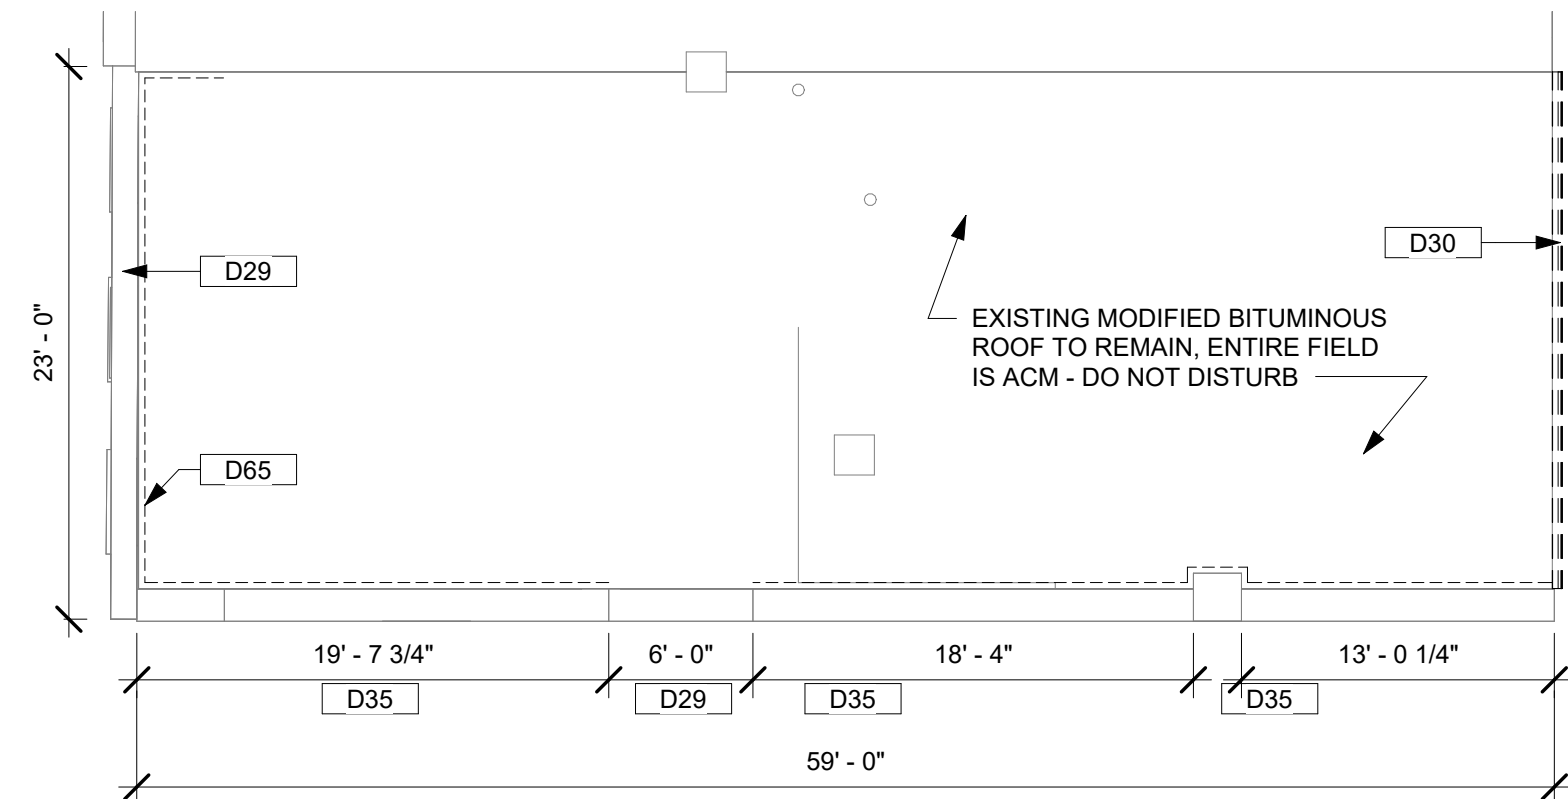 D30
D29
EXISTING MODIFIED BITUMINOUS
ROOF TO REMAIN, ENTIRE FIELD
IS ACM - DO NOT DISTURB
23' - 0"
D65
19' - 7 3/4"
6' - 0"
18' - 4"
13' - 0 1/4"
D35
D29
D35
D35
59' - 0"